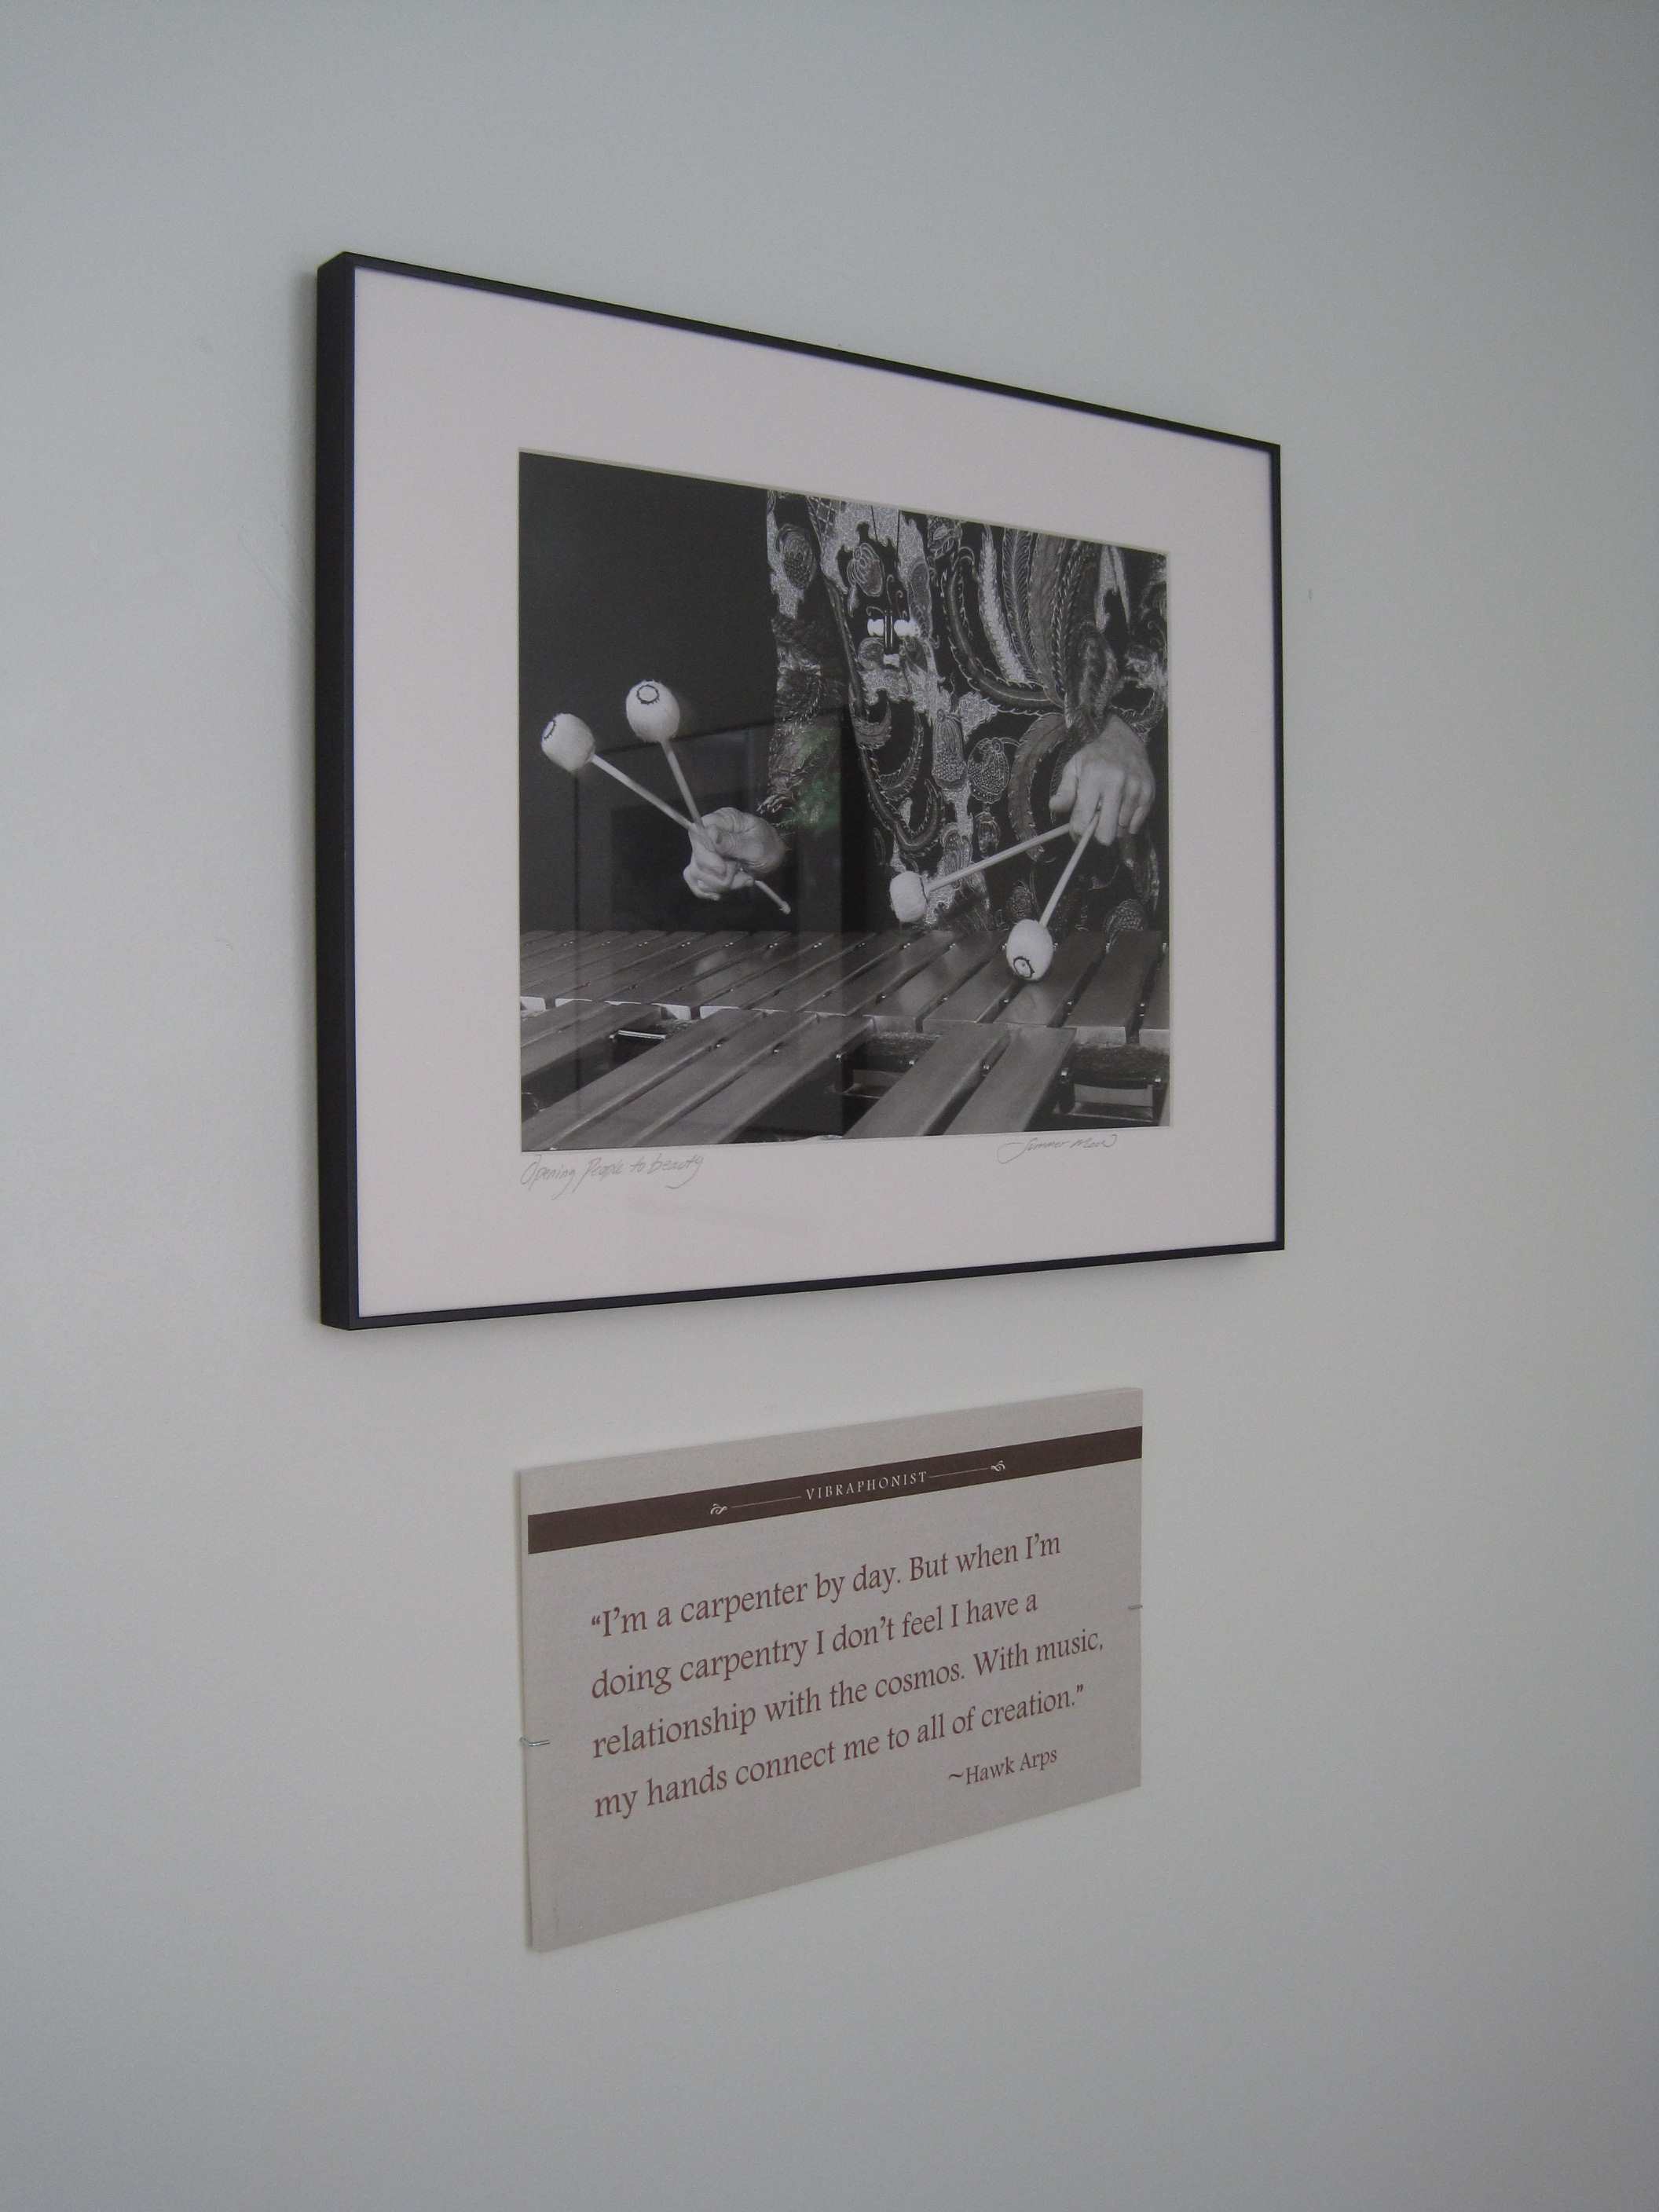 Opening People to beauty
VIBRAPHONIST
“I’m a carpenter by day. But when I’m
doing carpentry I don’t feel I have a
relationship with the cosmos. With music,
my hands connect me to all of creation.”
~Hawk Arps